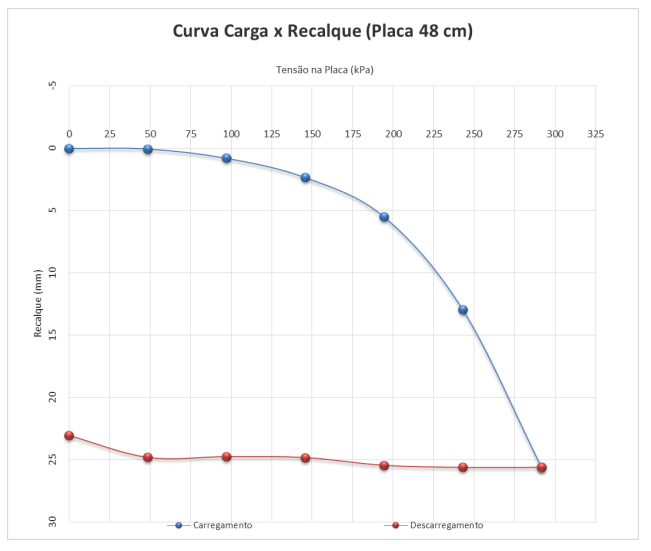 Curva Carga x Recalque (Placa 48 cm)
Tensão na Placa (kPa)
-5
0 25 50 75 100 125 150 175 200 225 250 275 300 325
0
5
10
15
20
25
30
Recalque (mm)
Carregamento Descarregamento